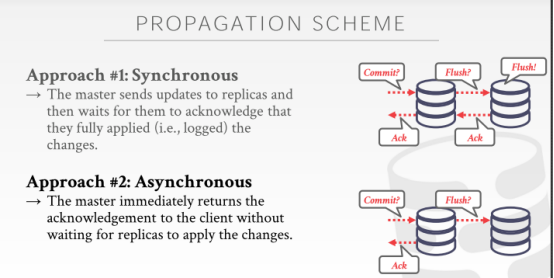 PROPAGATION SCHEME
Approach #1: Synchronous
→ The master sends updates to replicas and
then waits for them to acknowledge that
they fully applied (i.e., logged) the
changes.
Commit?
Flush?
Flush!
Ack
Ack
Approach #2: Asynchronous
→ The master immediately returns the
acknowledgement to the client without
waiting for replicas to apply the changes.
Commit?
Flush?
Ack